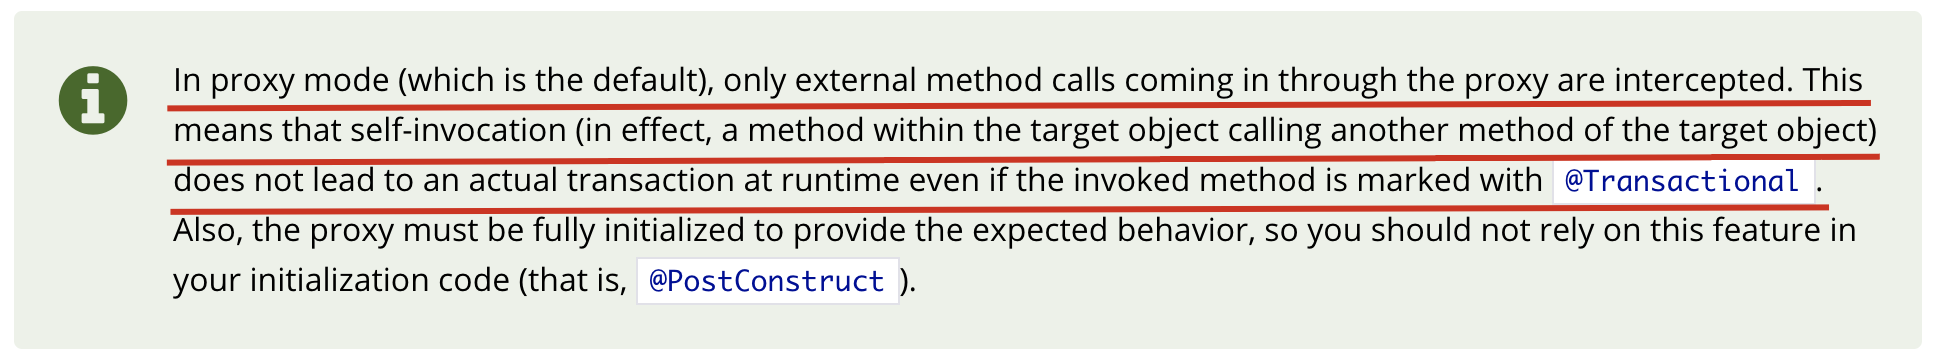 In proxy mode (which is the default), only external method calls coming in through the proxy are intercepted. This
means that self-invocation (in effect, a method within the target object calling another method of the target object)
does not lead to an actual transaction at runtime even if the invoked method is marked with @Transactional.
Also, the proxy must be fully initialized to provide the expected behavior, so you should not rely on this feature in
your initialization code (that is, @PostConstruct).